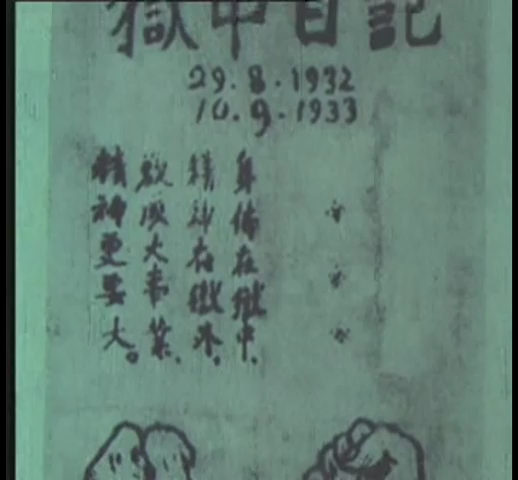 獄中日記
29.8.1932
10.9.1933
身体在獄中、
精神在獄外。
欲成大事業、
精神更要大。